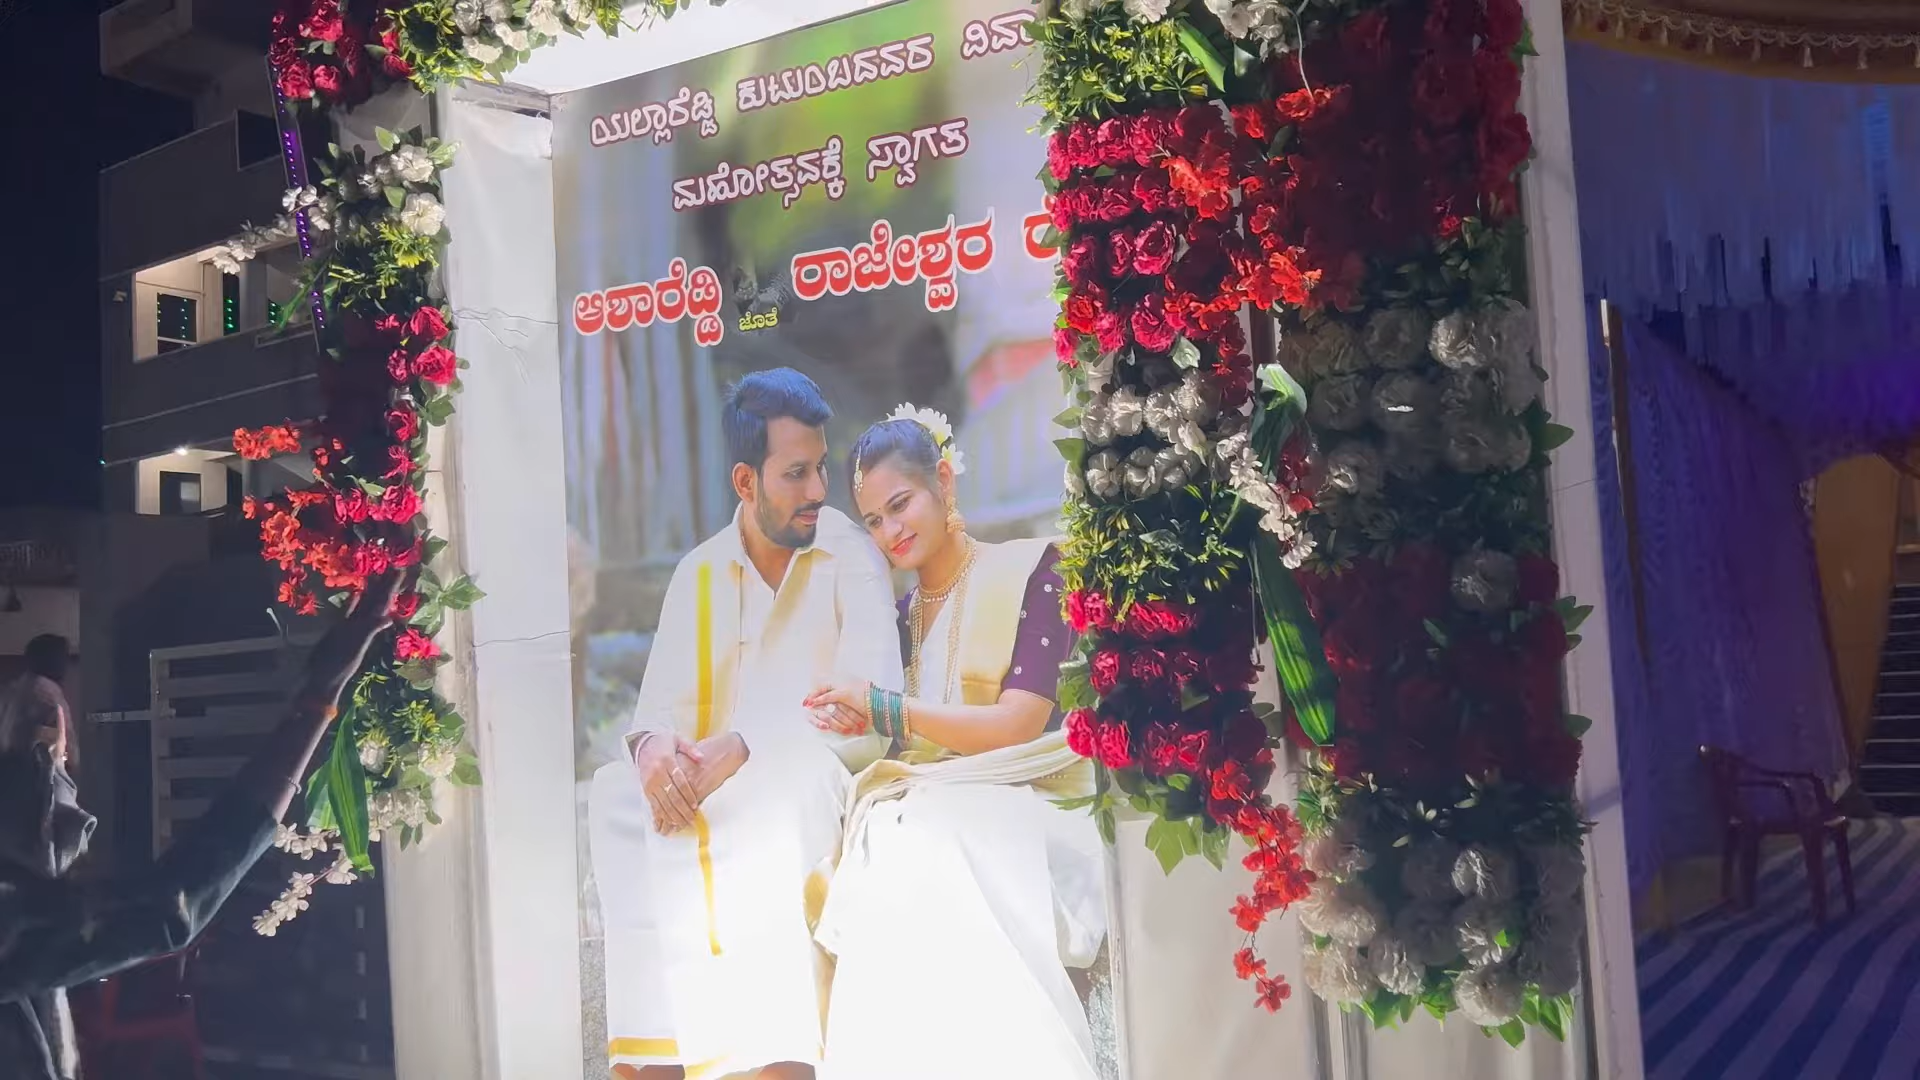 ಯಲ್ಲಾರೆಡ್ಡಿ ಕುಟುಂಬದವರ
ಮಹೋತ್ಸವಕ್ಕೆ ಸ್ವಾಗತ
ಆಶಾರೆಡ್ಡಿ ರಾಜೇಶ್ವರ
ಜೊತೆ